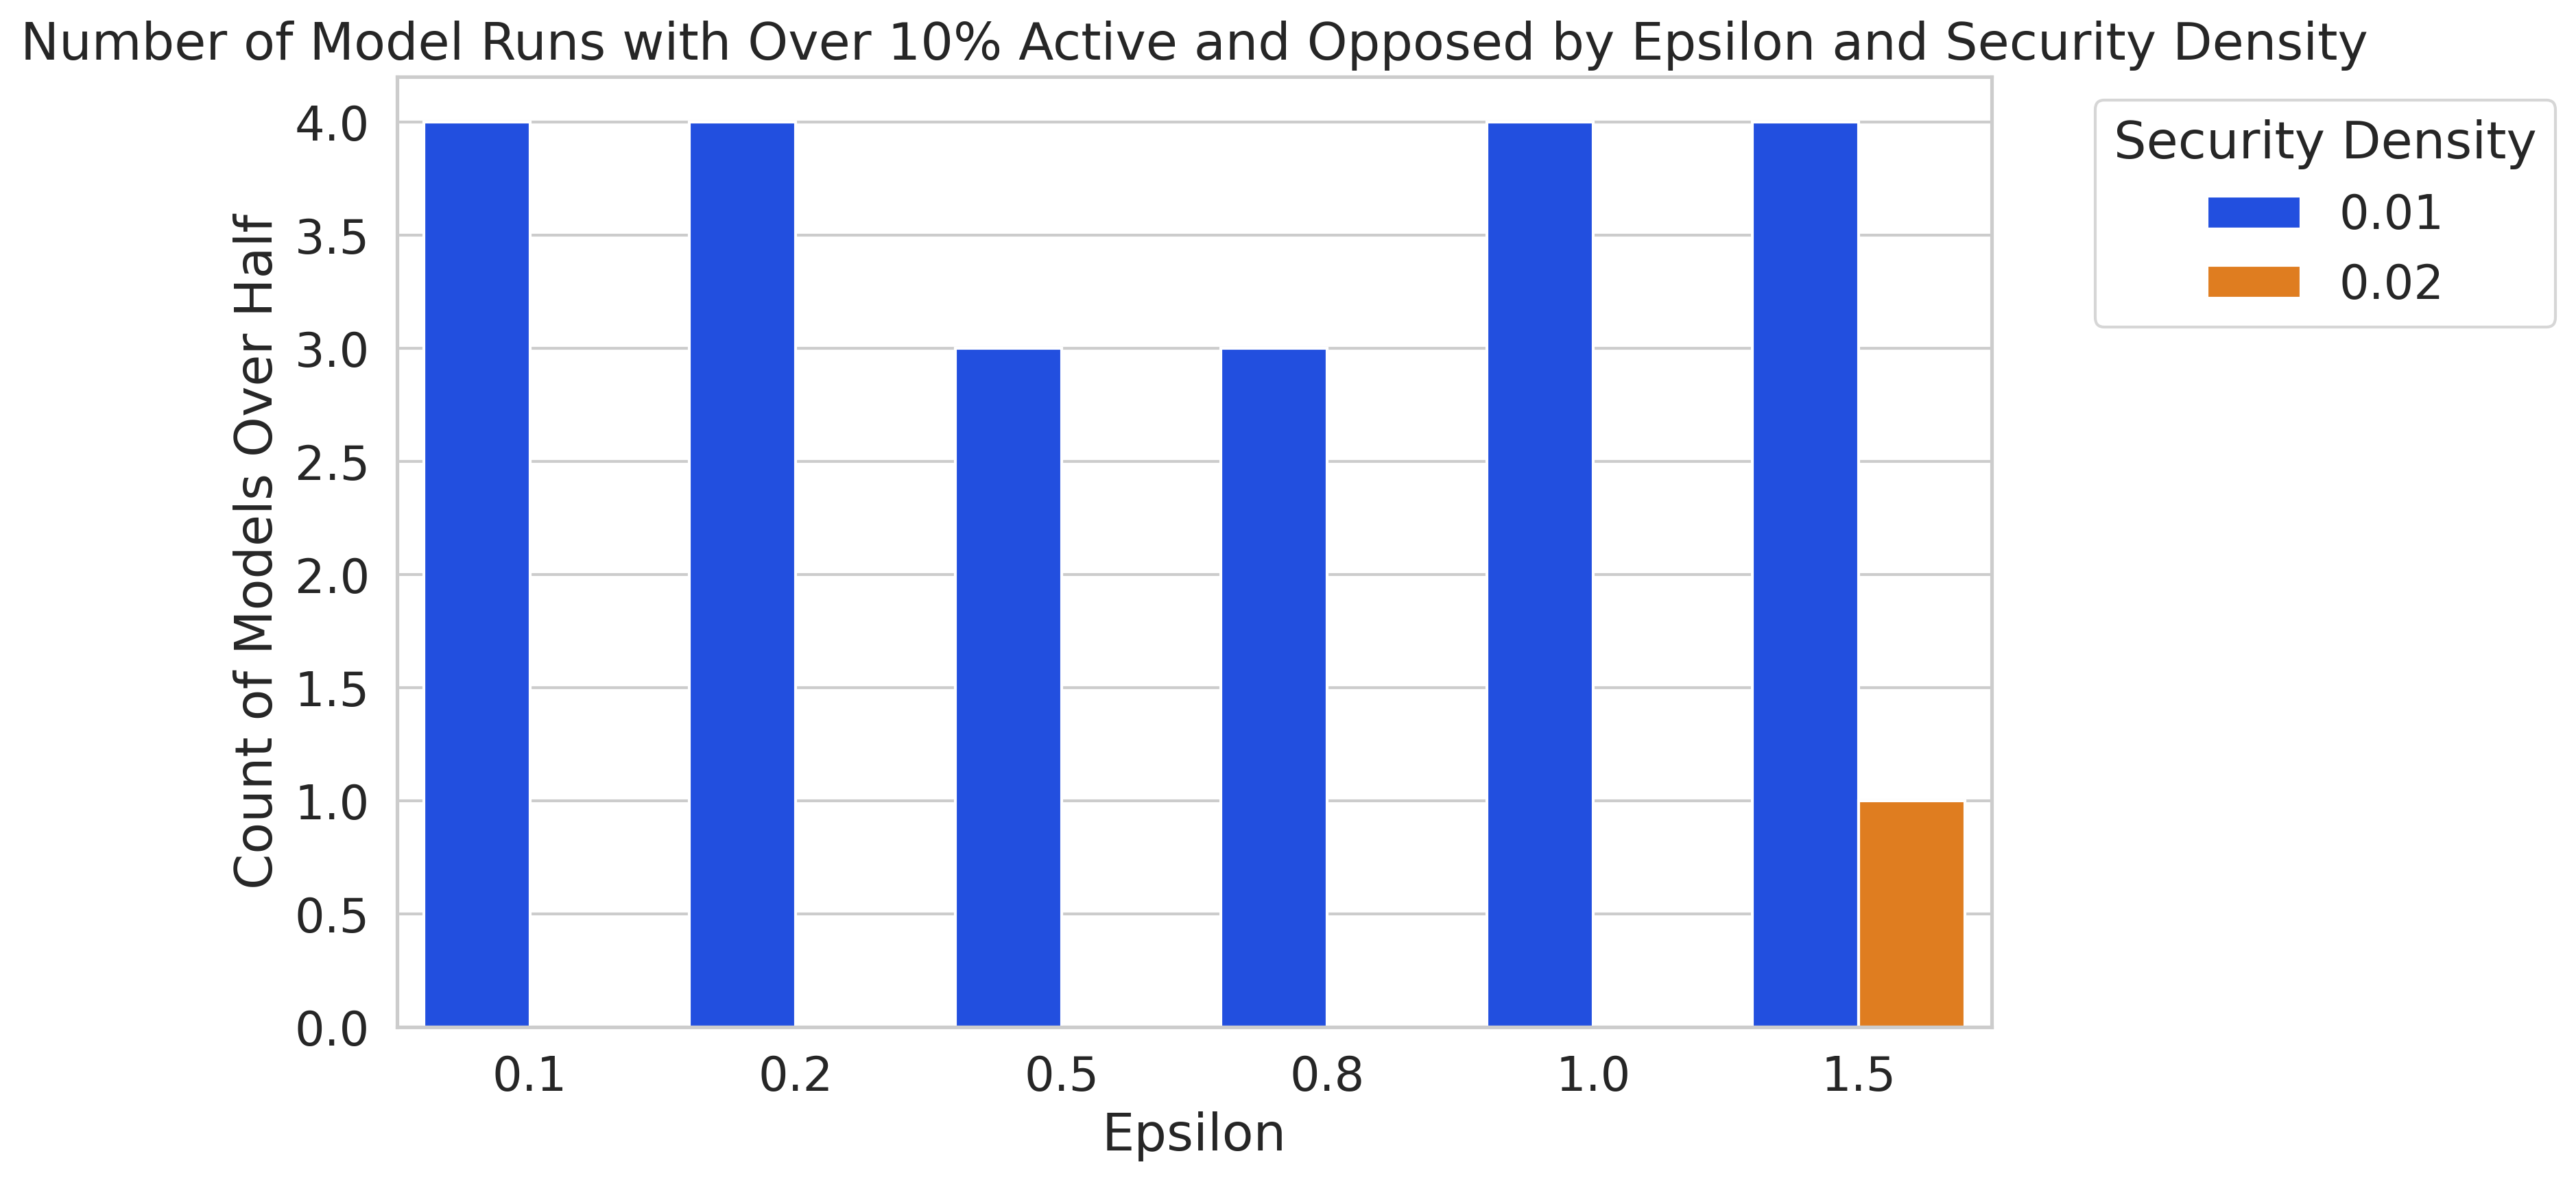 Number of Model Runs with Over 10% Active and Opposed by Epsilon and Security Density
Count of Models Over Half
4.0
3.5
3.0
2.5
2.0
1.5
1.0
0.5
0.0
0.1 0.2 0.5 0.8 1.0 1.5
Epsilon
Security Density
0.01
0.02